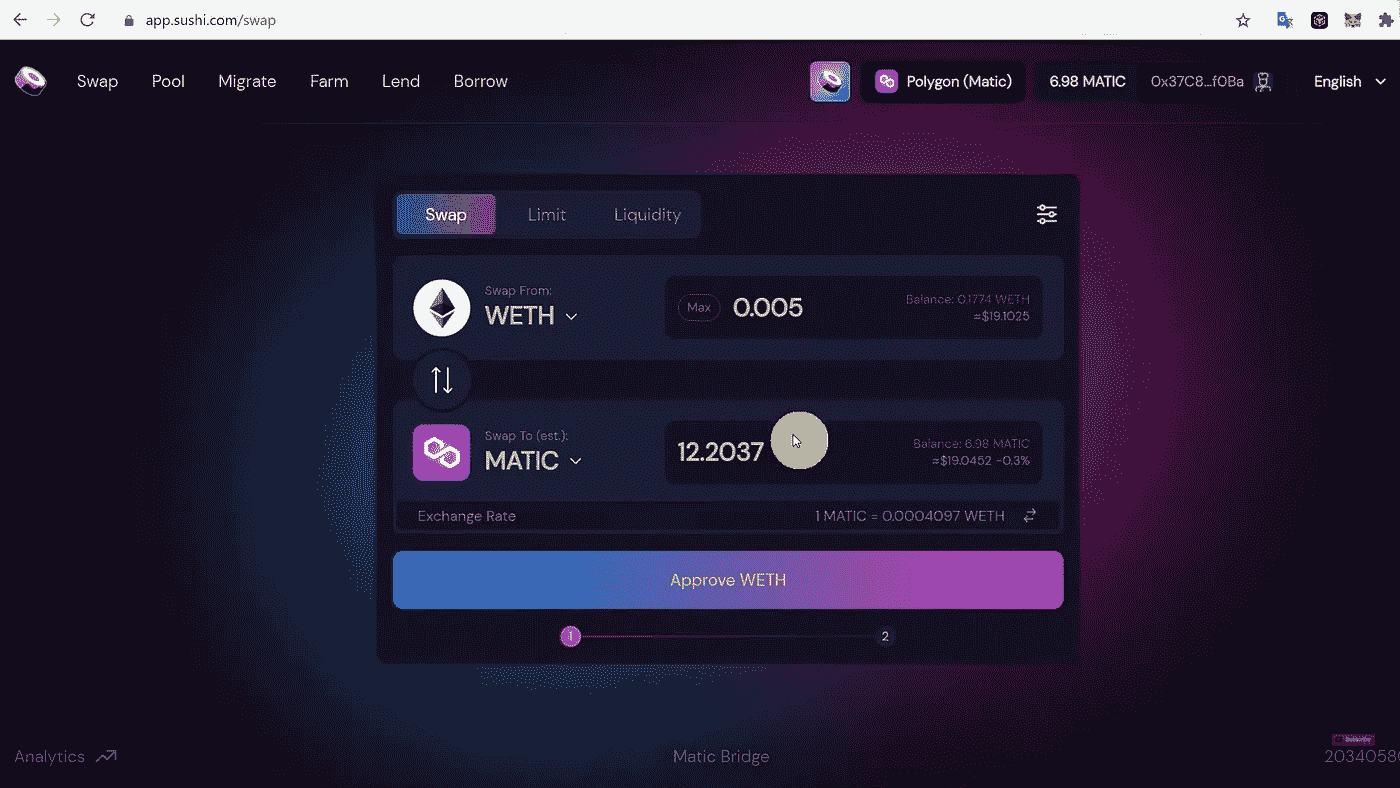 app.sushi.com/swap
Swap Pool Migrate Farm Lend Borrow Polygon (Matic) 6.98 MATIC 0x37C8...f0Ba English
Swap Limit Liquidity
Swap From:
WETH
Max 0.005
Balance: 0.1774 WETH
≈$19.1025
Swap To (est.):
MATIC
12.2037
Balance: 6.98 MATIC
≈$19.0452 -0.3%
Exchange Rate 1 MATIC = 0.0004097 WETH
Approve WETH
1 2
Subscribe
Analytics Matic Bridge 2034058